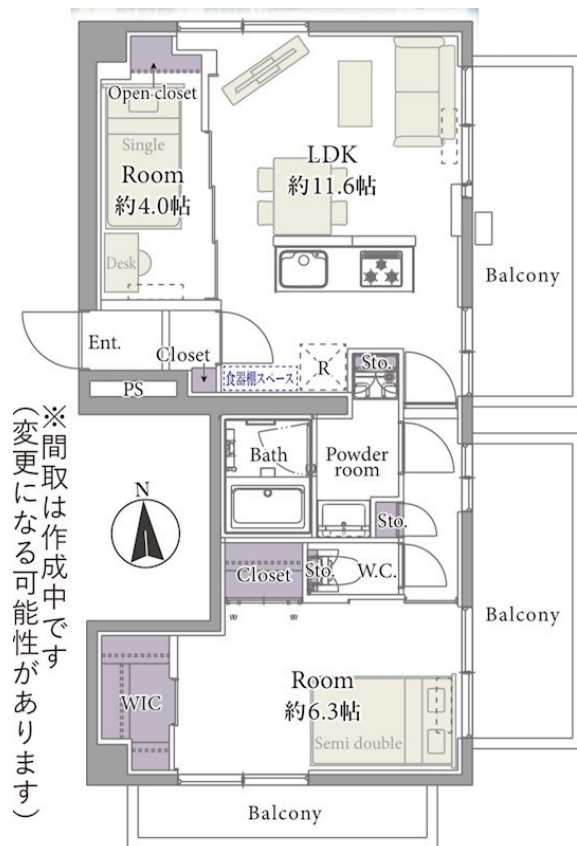 Open closet
Single
Room
約4.0帖
Desk
LDK
約11.6帖
Balcony
Ent.
Closet
食器棚スペース
R
Sto.
PS
Bath
Powder
room
Sto.
N
Closet
Sto.
W.C.
Balcony
WIC
Room
約6.3帖
Semi double
Balcony
※間取は作成中です
（変更になる可能性があります）